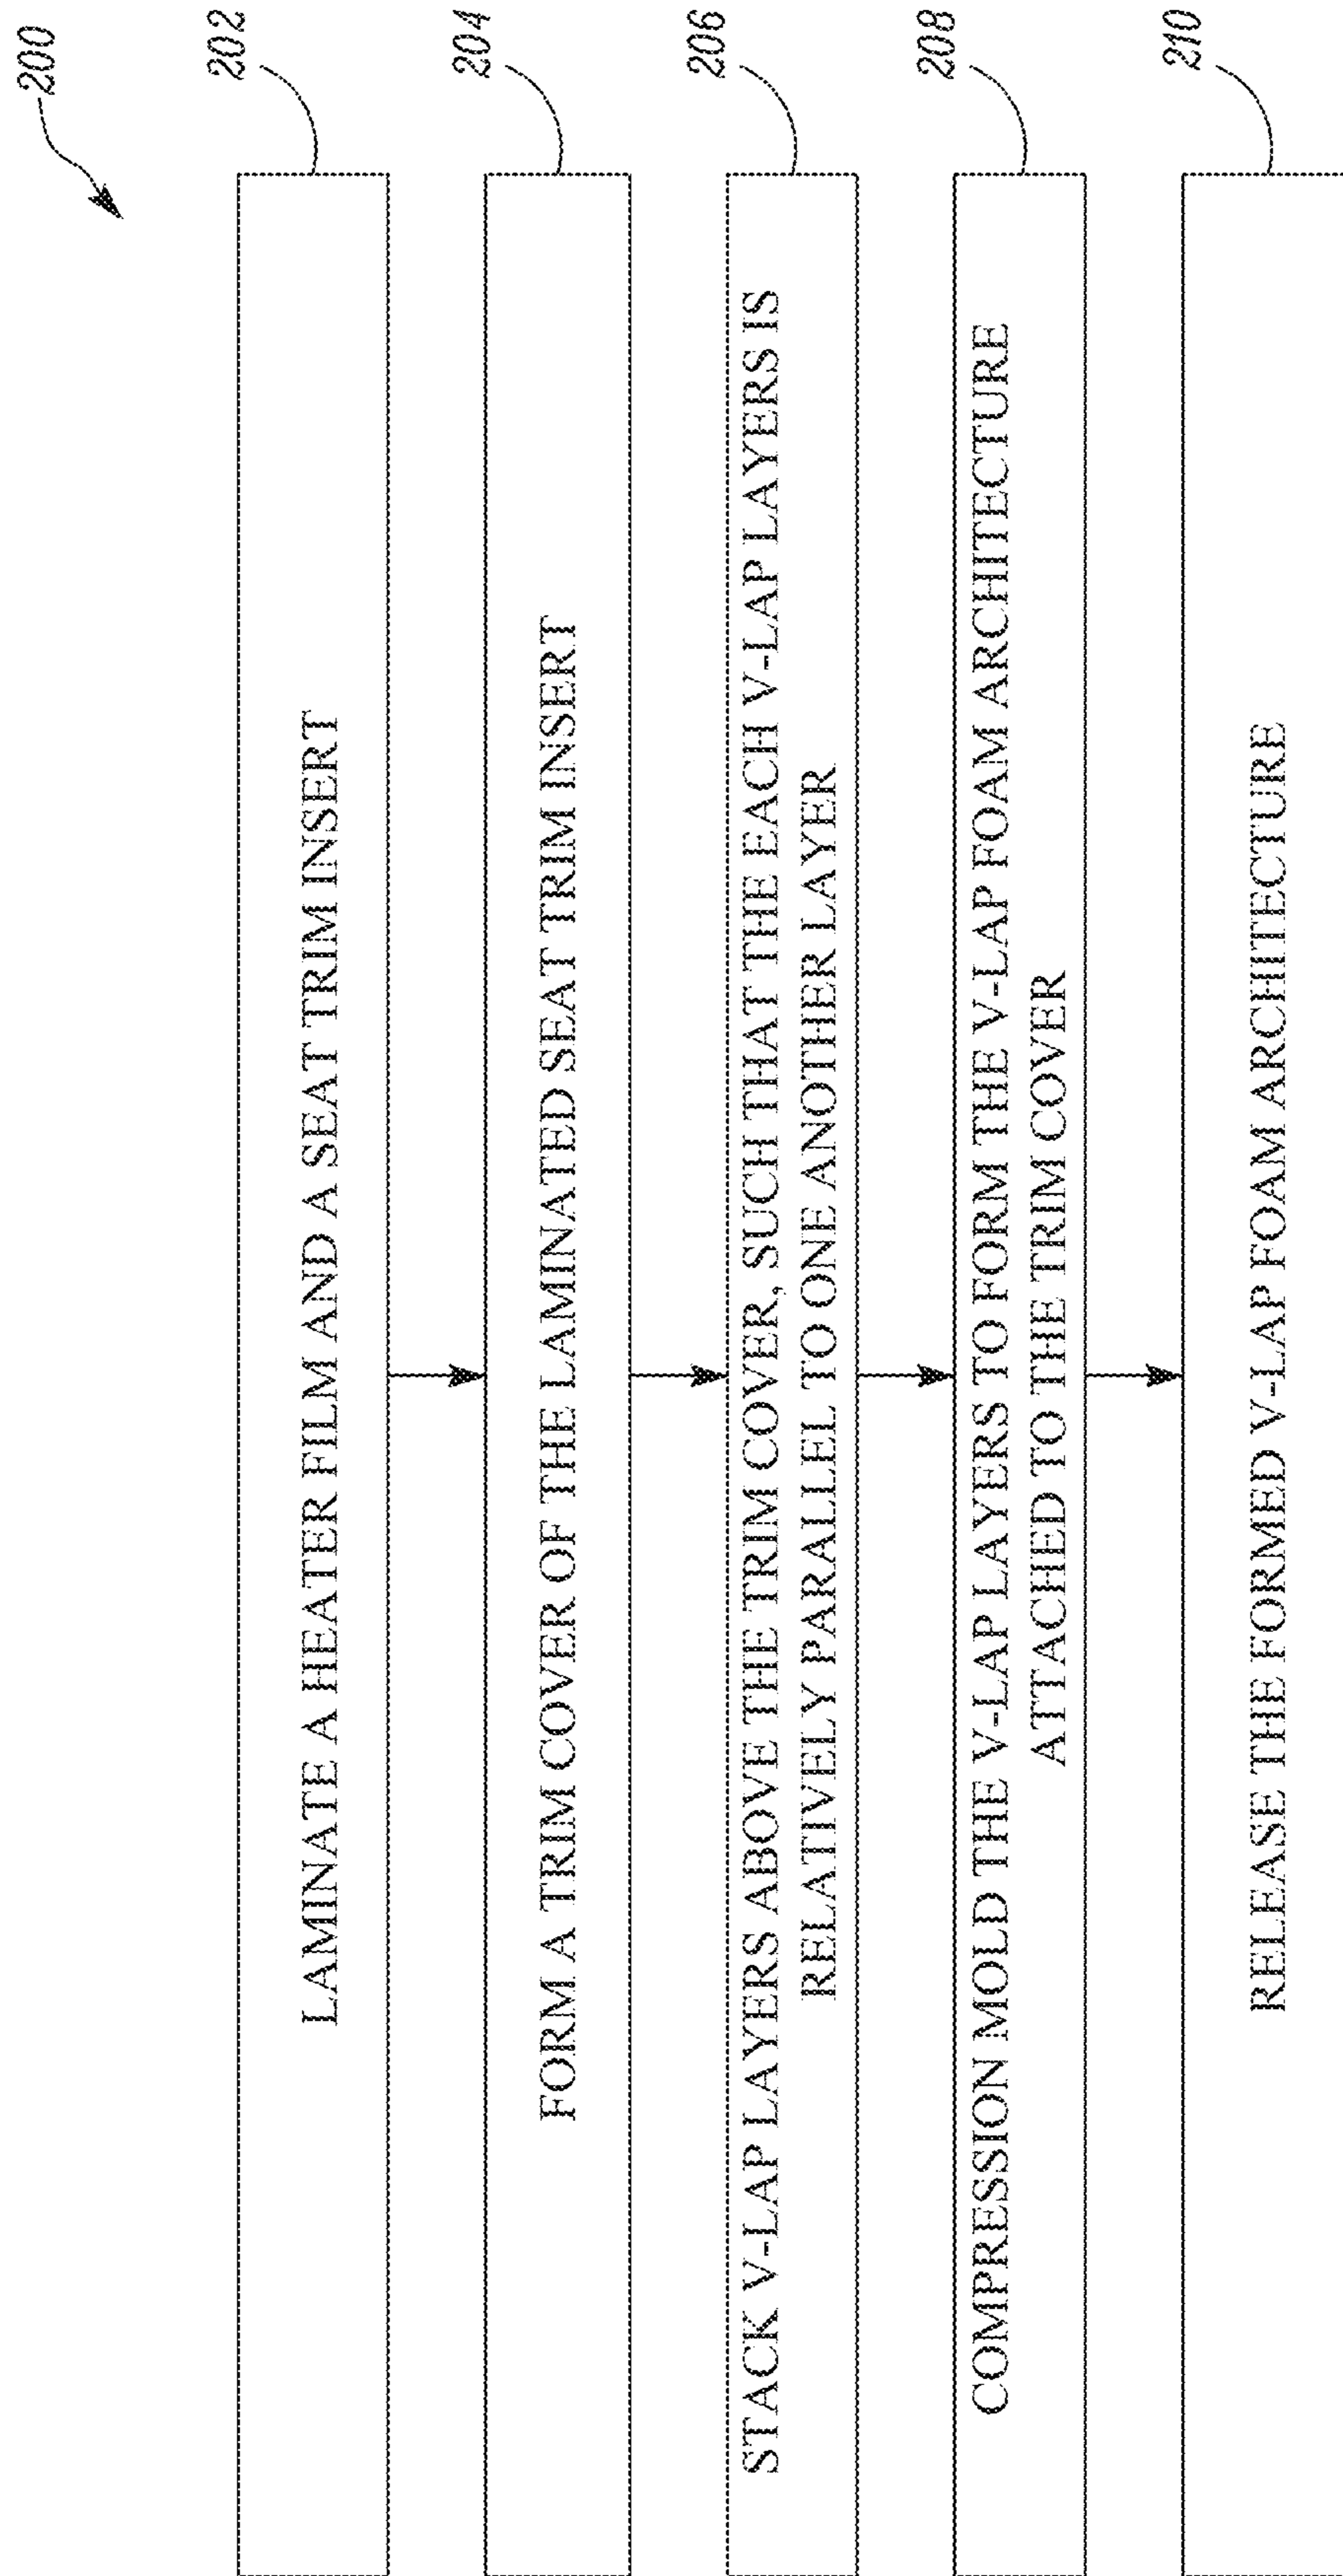 200
202
LAMINATE A HEATER FILM AND A SEAT TRIM INSERT
204
FORM A TRIM COVER OF THE LAMINATED SEAT TRIM INSERT
206
STACK V-LAP LAYERS ABOVE THE TRIM COVER, SUCH THAT THE EACH V-LAP LAYERS IS
RELATIVELY PARALLEL TO ONE ANOTHER LAYER
208
COMPRESSION MOLD THE V-LAP LAYERS TO FORM THE V-LAP FOAM ARCHITECTURE
ATTACHED TO THE TRIM COVER
210
RELEASE THE FORMED V-LAP FOAM ARCHITECTURE